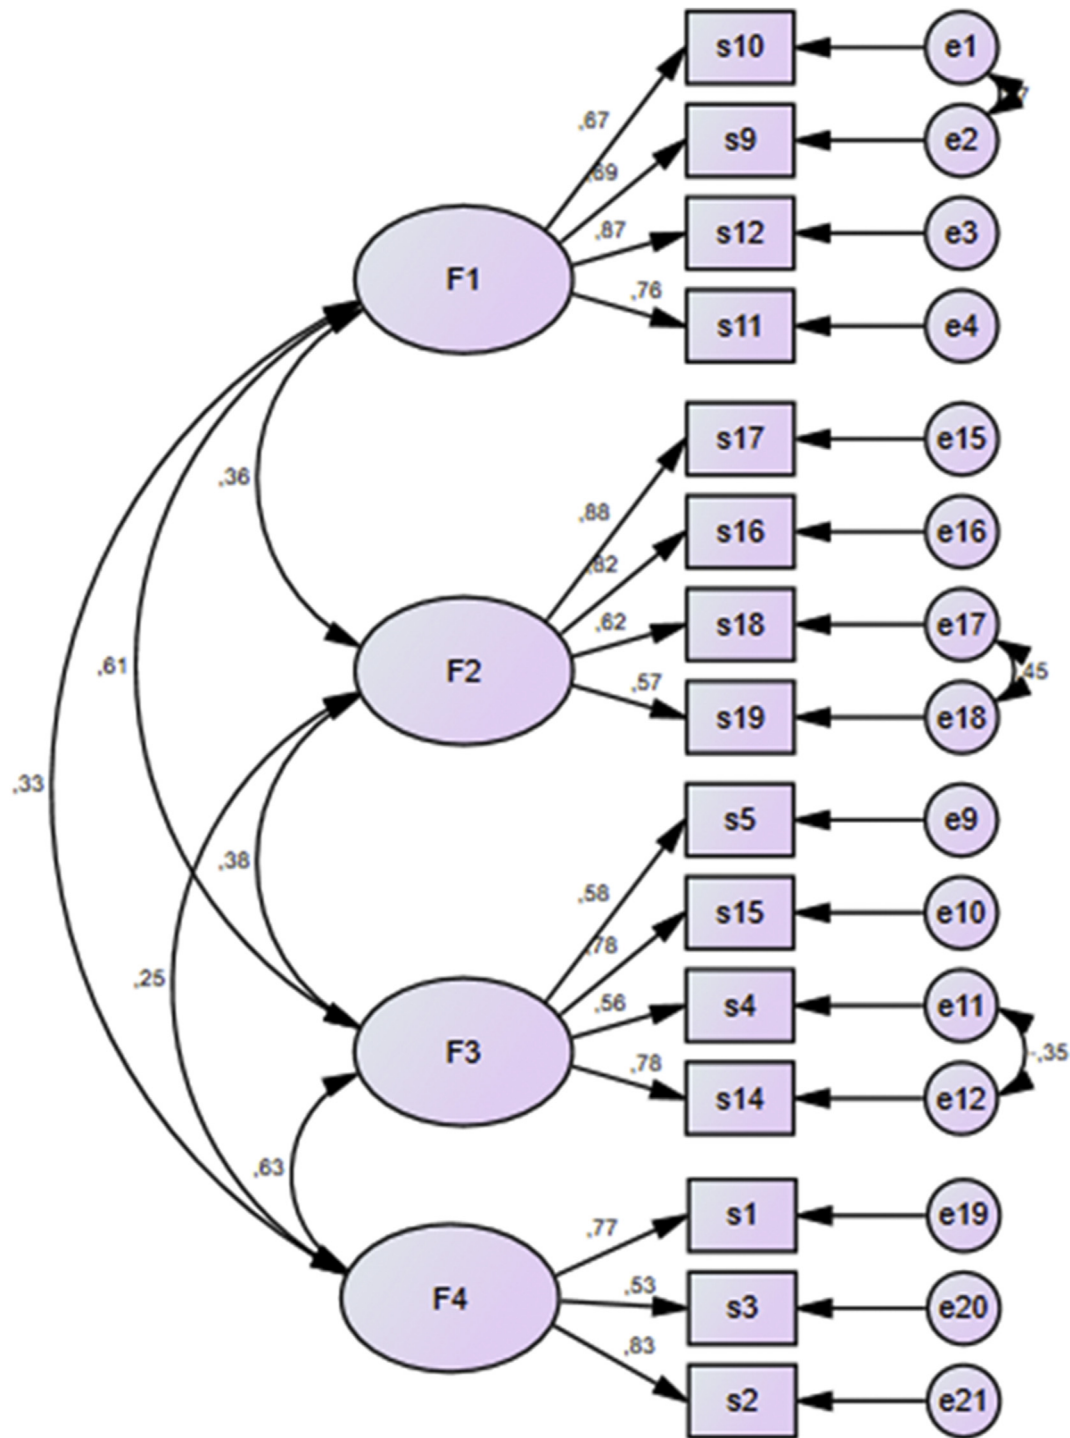 s10
e1
,67
s9
e2
,69
F1
,87
s12
e3
,76
s11
e4
,36
s17
e15
,88
s16
e16
,82
,62
s18
e17
,61
F2
,45
,57
s19
e18
,33
s5
e9
,38
,58
s15
e10
,78
,25
,56
s4
e11
F3
-,35
,78
s14
e12
,63
s1
e19
,77
F4
,53
s3
e20
,83
s2
e21